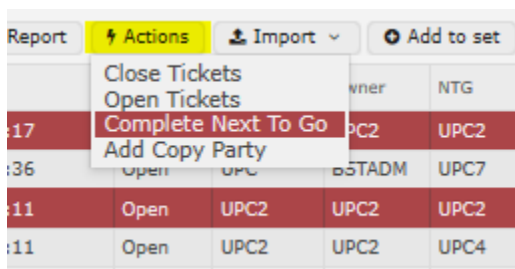 Report Actions Import Add to set
Close Tickets
Open Tickets wner NTG
Complete Next To Go
:17 PC2 UPC2
Add Copy Party
:36 Open UPC BSTADM UPC7
:11 Open UPC2 UPC2 UPC2
:11 Open UPC2 UPC2 UPC4